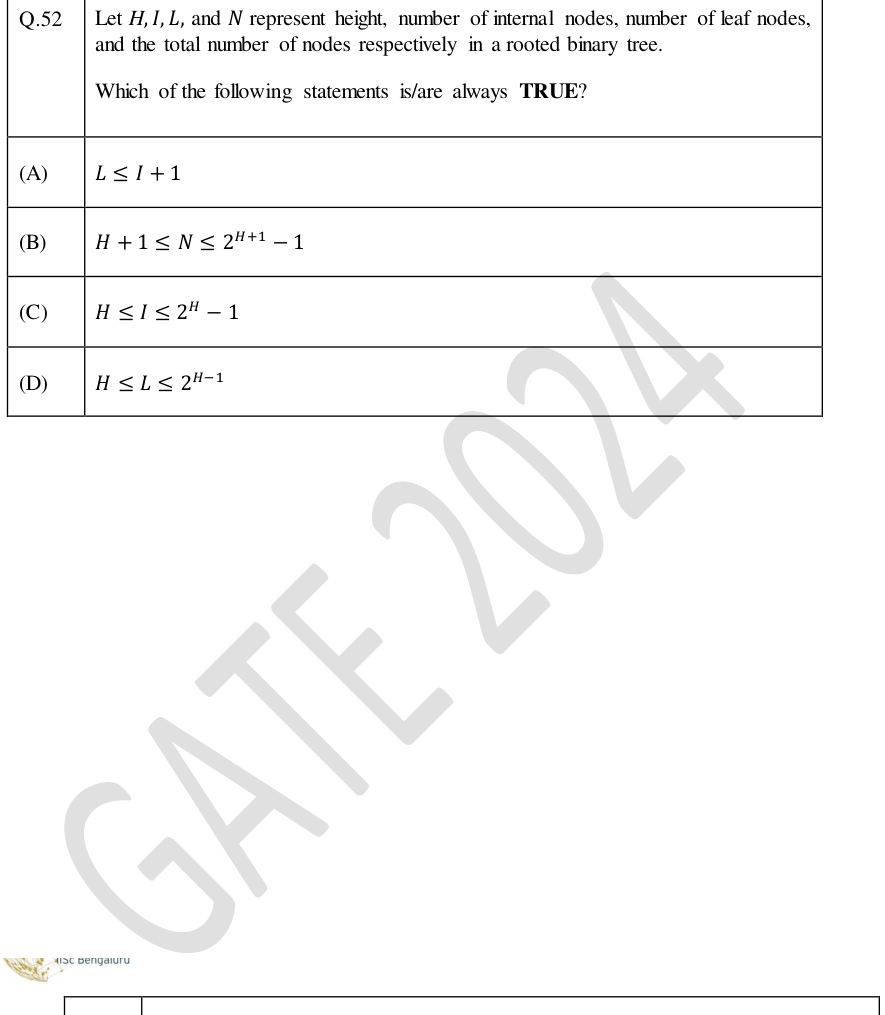 Q.52
Let H, I, L, and N represent height, number of internal nodes, number of leaf nodes,
and the total number of nodes respectively in a rooted binary tree.
Which of the following statements is/are always TRUE?
(A) L ≤ I + 1
(B) H + 1 ≤ N ≤ 2^{H+1} − 1
(C) H ≤ I ≤ 2^H − 1
(D) H ≤ L ≤ 2^{H−1}
GATE 2024
IISc Bengaluru